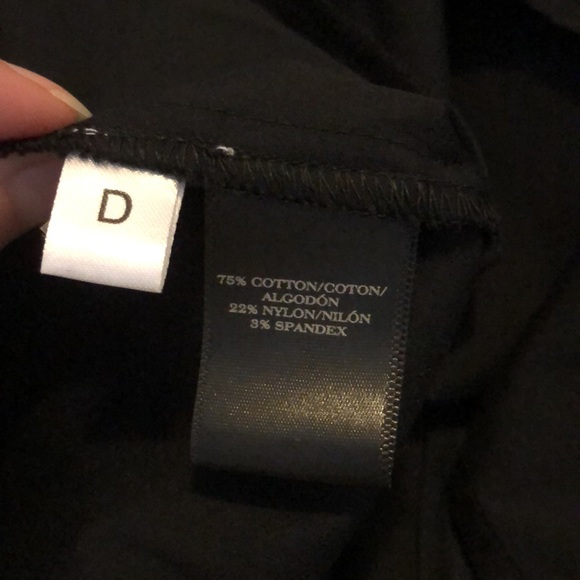 D
75% COTTON/COTON/
ALGODÓN
22% NYLON/NILÓN
3% SPANDEX